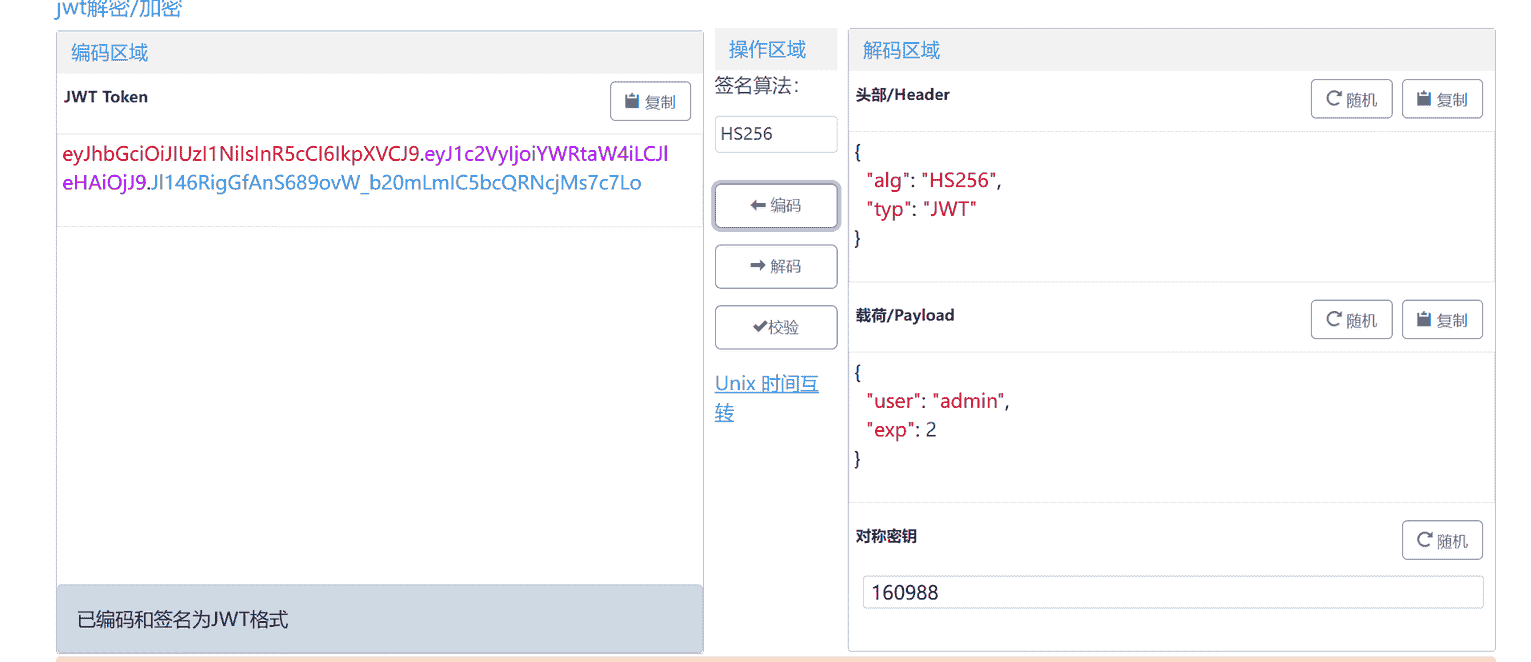 jwt解密/加密
编码区域
JWT Token
复制
eyJhbGciOiJIUzI1NiIsInR5cCI6IkpXVCJ9.eyJ1c2VyIjoiYWRtaW4iLCJl
eHAiOjJ9.Jl146RigGfAnS689ovW_b20mLmIC5bcQRNcjMs7c7Lo
已编码和签名为JWT格式
操作区域
签名算法:
HS256
编码
解码
校验
Unix 时间互
转
解码区域
头部/Header
随机
复制
{
"alg": "HS256",
"typ": "JWT"
}
载荷/Payload
随机
复制
{
"user": "admin",
"exp": 2
}
对称密钥
随机
160988